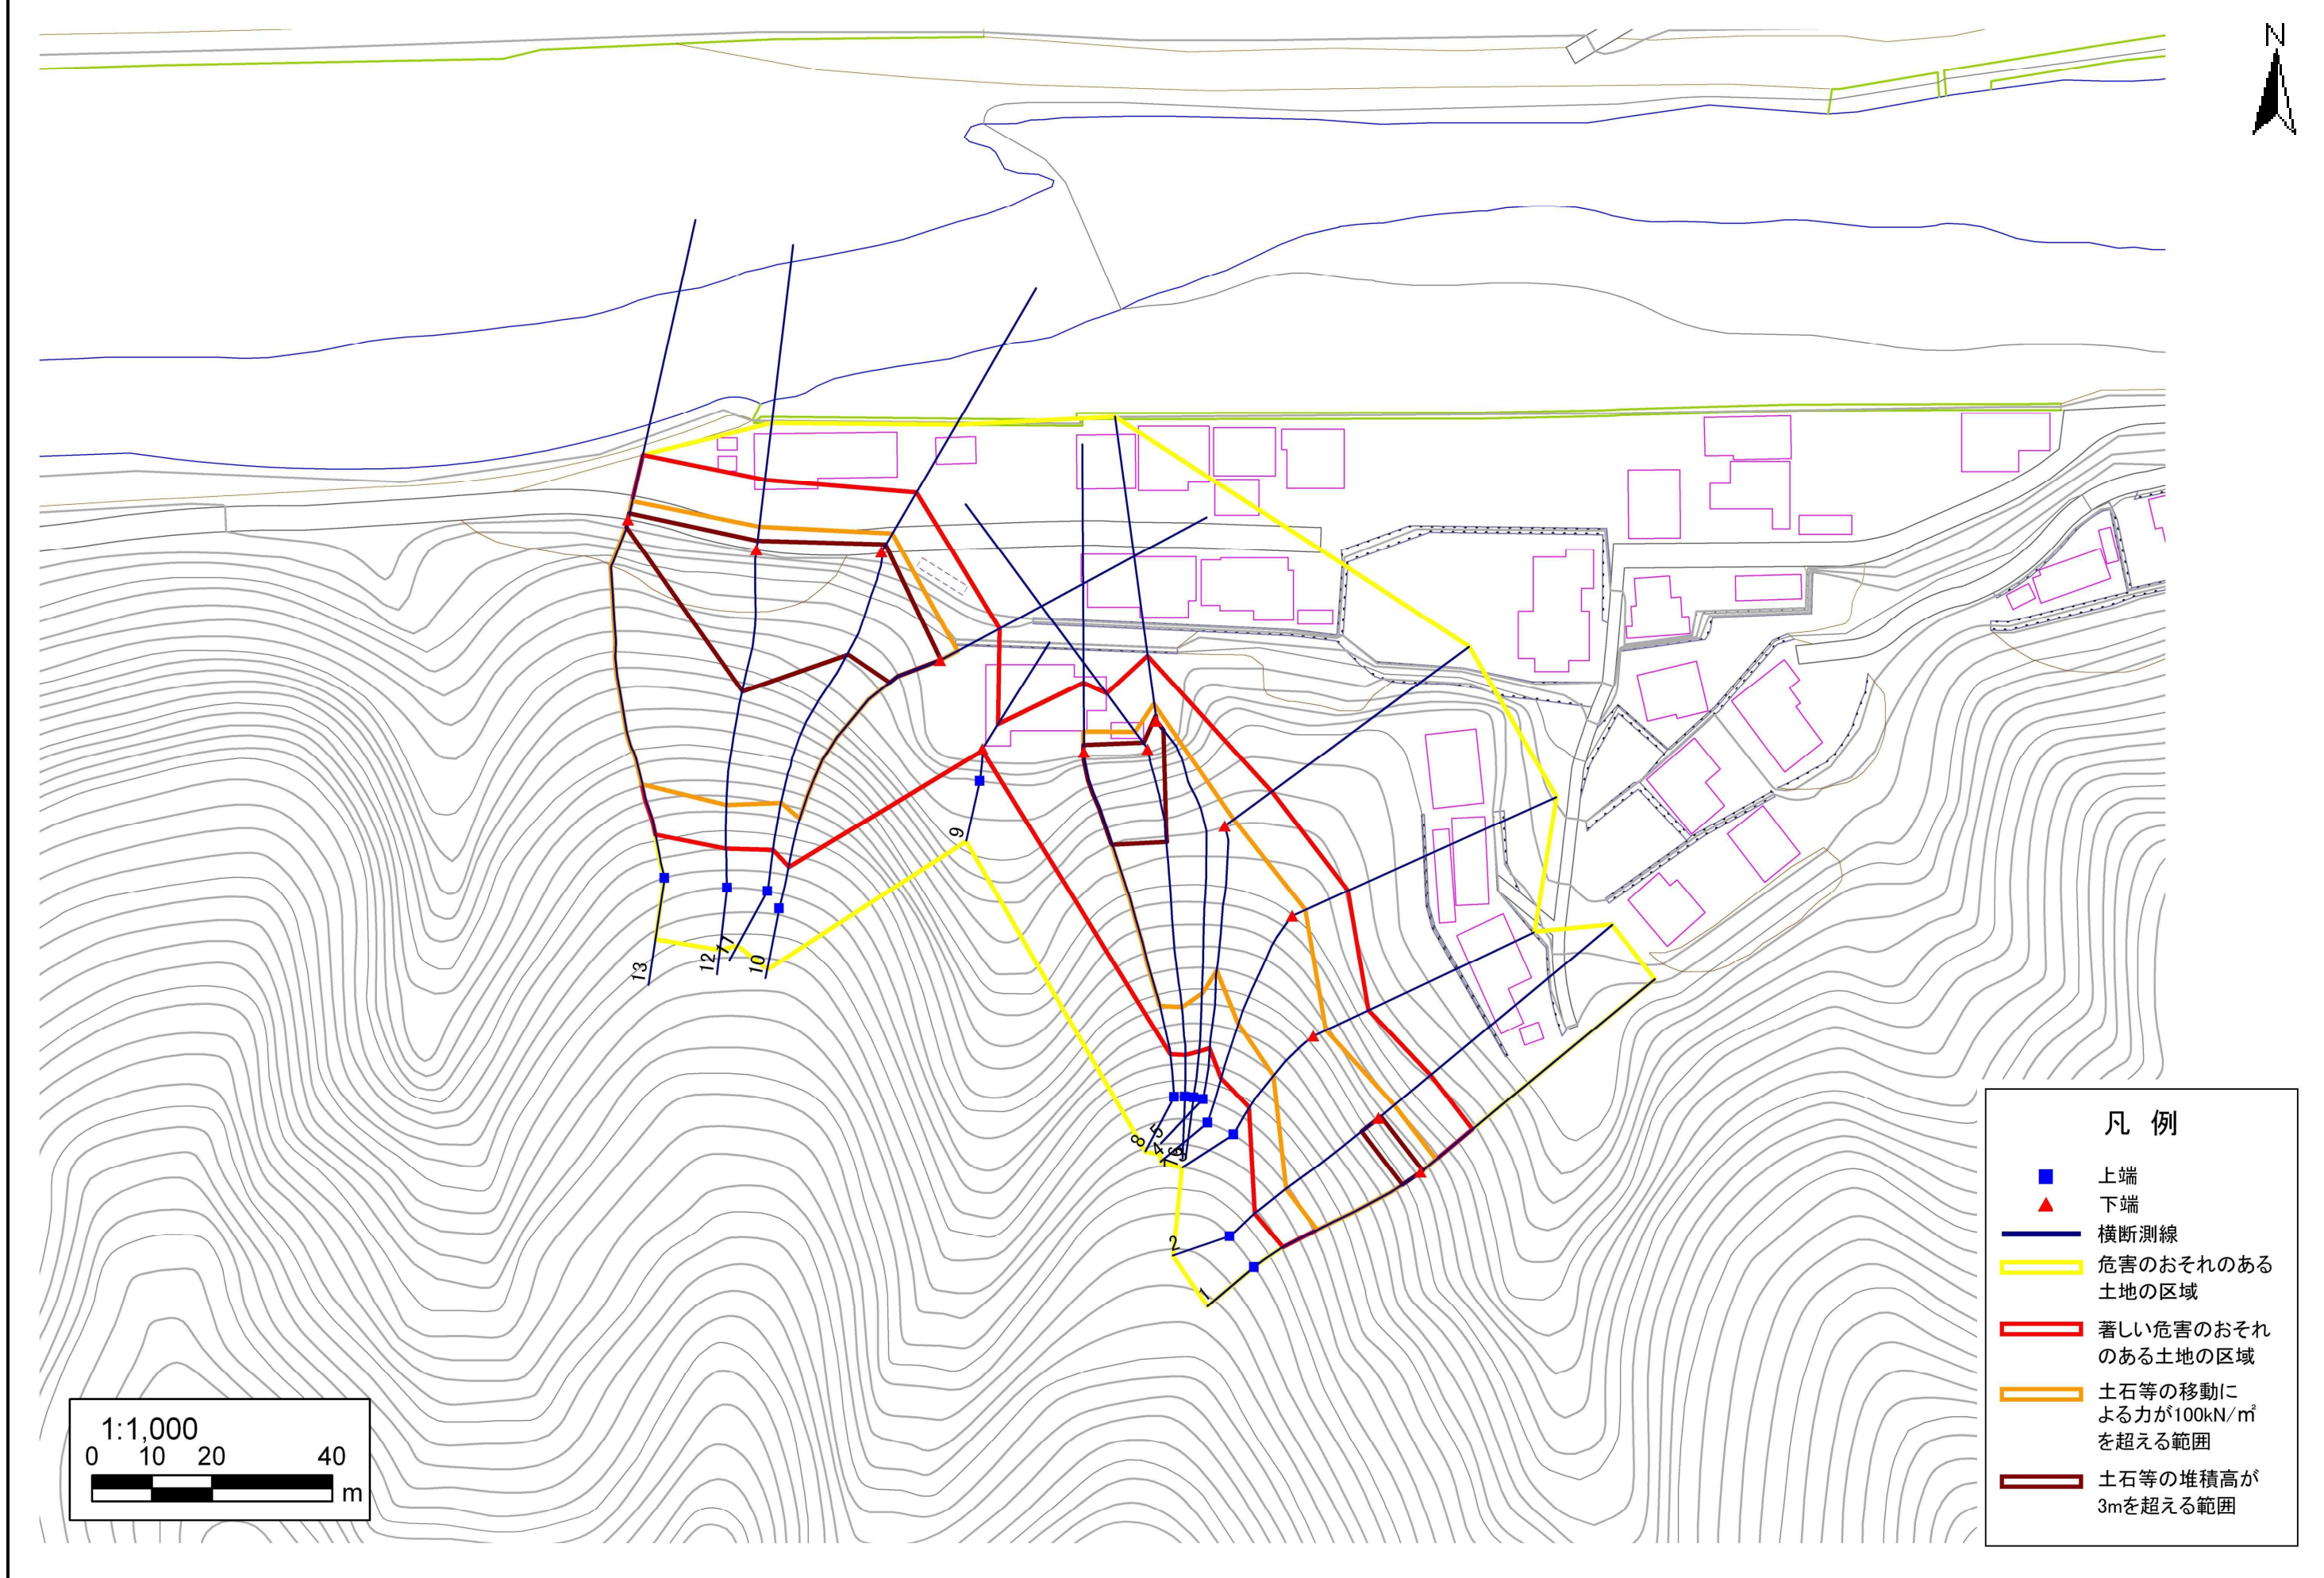 N
9
13
12
10
8
5
4
2
1
凡 例
上端
下端
横断測線
危害のおそれのある
土地の区域
著しい危害のおそれ
のある土地の区域
土石等の移動に
よる力が100kN/㎡
を超える範囲
土石等の堆積高が
3mを超える範囲
1:1,000
0 10 20 40
m